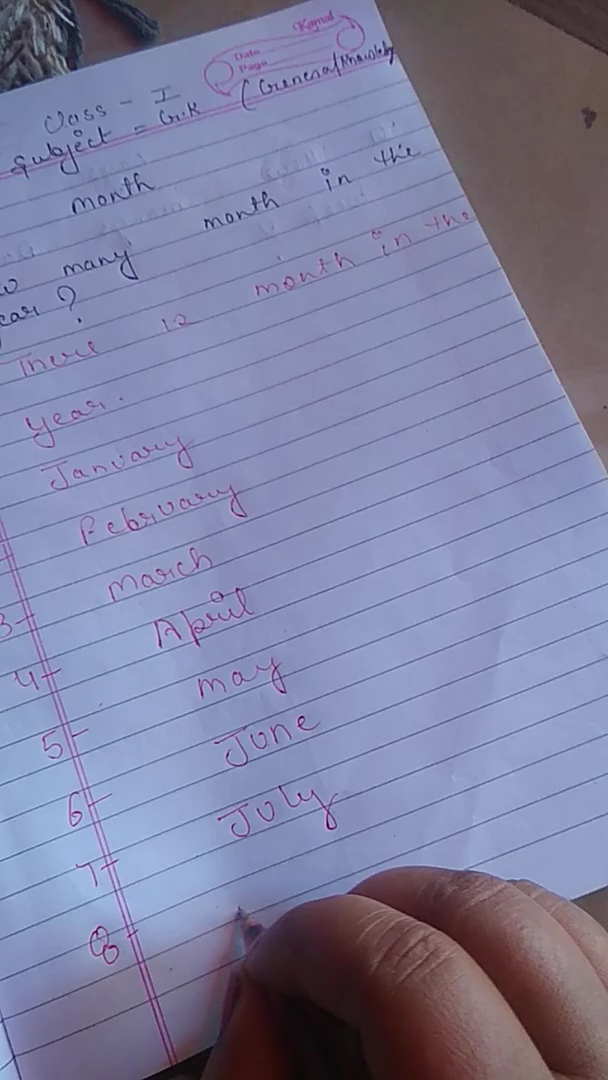 Kamal
Date
Page
Class - I
Subject = G.K (General Knowledge
month
many month in the
year ?
There 12 month in the
year.
January
February
3- March
4- April
5- may
6- June
7- July
8-